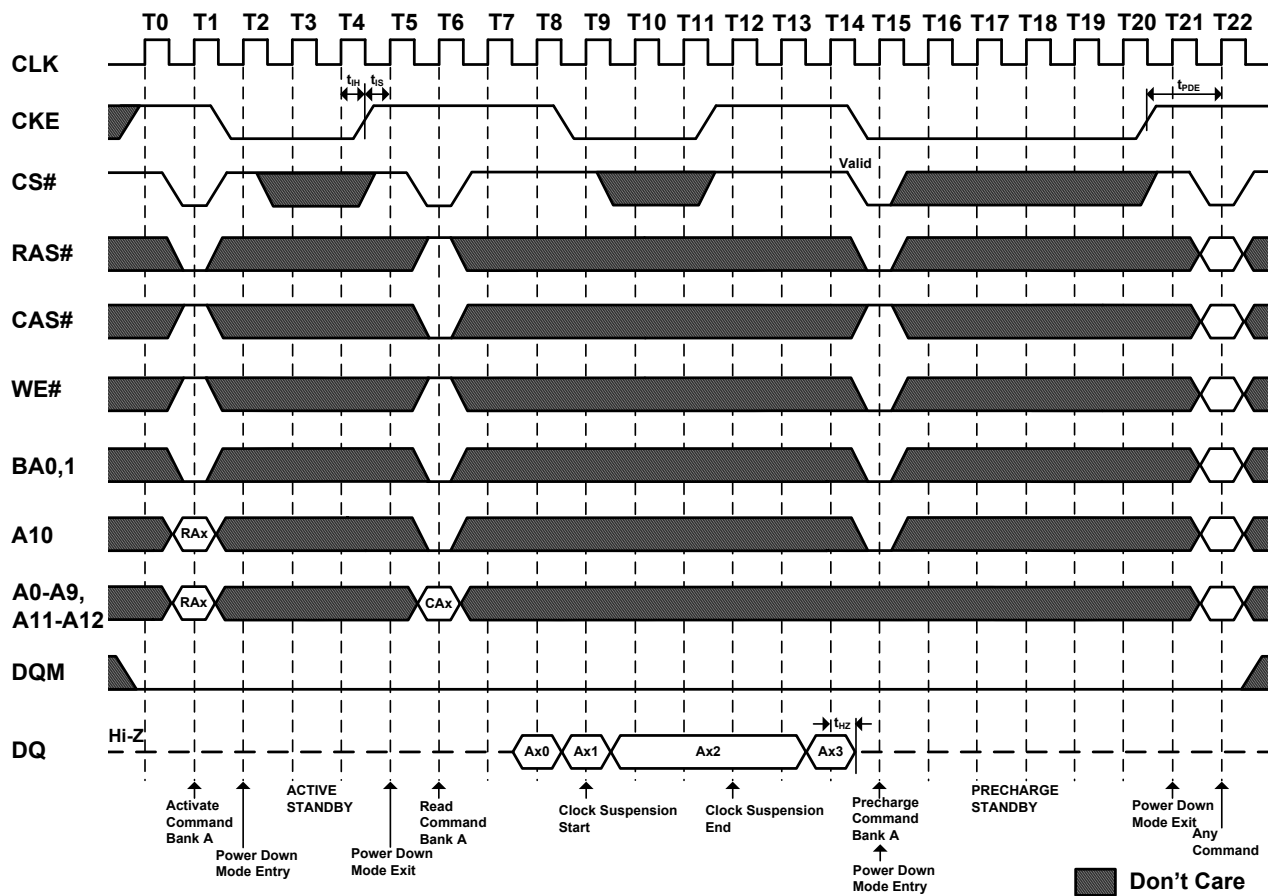 T0 T1 T2 T3 T4 T5 T6 T7 T8 T9 T10 T11 T12 T13 T14 T15 T16 T17 T18 T19 T20 T21 T22
CLK
tIH tIS
tPDE
CKE
Valid
CS#
RAS#
CAS#
WE#
BA0,1
A10
RAx
A0-A9,
A11-A12
RAx
CAx
DQM
tHZ
Hi-Z
DQ
Ax0 Ax1 Ax2 Ax3
Activate
Command
Bank A
Power Down
Mode Entry
ACTIVE
STANDBY
Power Down
Mode Exit
Read
Command
Bank A
Clock Suspension
Start
Clock Suspension
End
Precharge
Command
Bank A
Power Down
Mode Entry
PRECHARGE
STANDBY
Power Down
Mode Exit
Any
Command
Don't Care